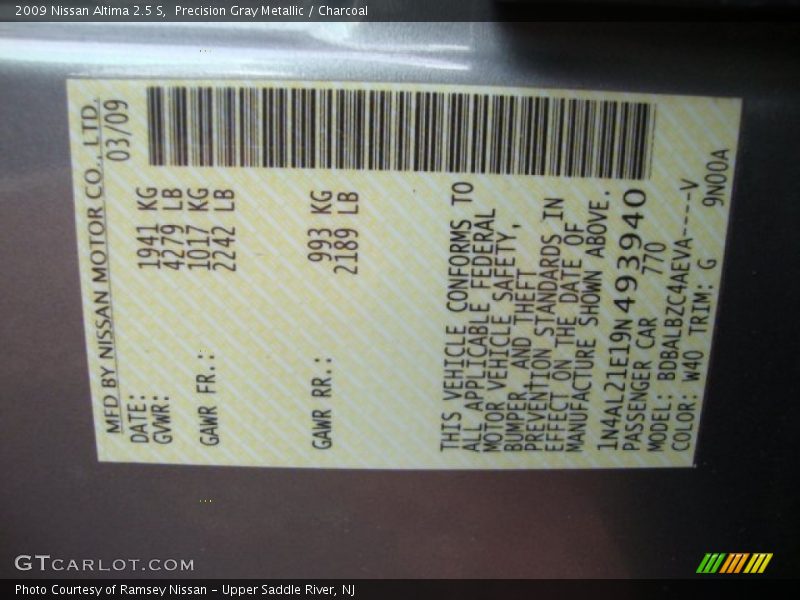 2009 Nissan Altima 2.5 S,  Precision Gray Metallic / Charcoal
MFD BY NISSAN MOTOR CO., LTD.
DATE: 03/09
GVWR: 1941 KG
4279 LB
GAWR FR.: 1017 KG
2242 LB
GAWR RR.: 993 KG
2189 LB
THIS VEHICLE CONFORMS TO
ALL APPLICABLE FEDERAL
MOTOR VEHICLE SAFETY,
BUMPER, AND THEFT
PREVENTION STANDARDS IN
EFFECT ON THE DATE OF
MANUFACTURE SHOWN ABOVE.
1N4AL21E19N493940
PASSENGER CAR 770
MODEL: BDBALBZC4AEVA----V
COLOR: W40 TRIM: G 9N00A
GTCARLOT.COM
Photo Courtesy of Ramsey Nissan - Upper Saddle River, NJ